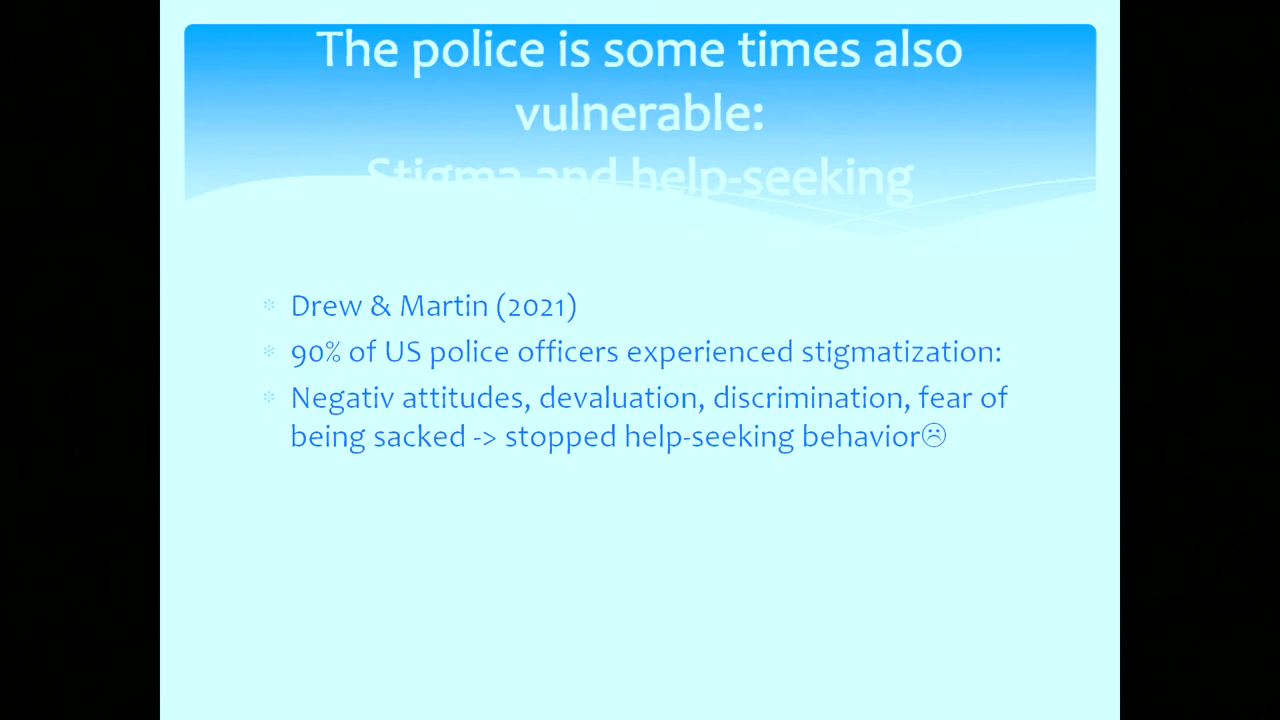 The police is some times also
vulnerable:
Stigma and help-seeking
Drew & Martin (2021)
90% of US police officers experienced stigmatization:
Negativ attitudes, devaluation, discrimination, fear of
being sacked -> stopped help-seeking behavior☹